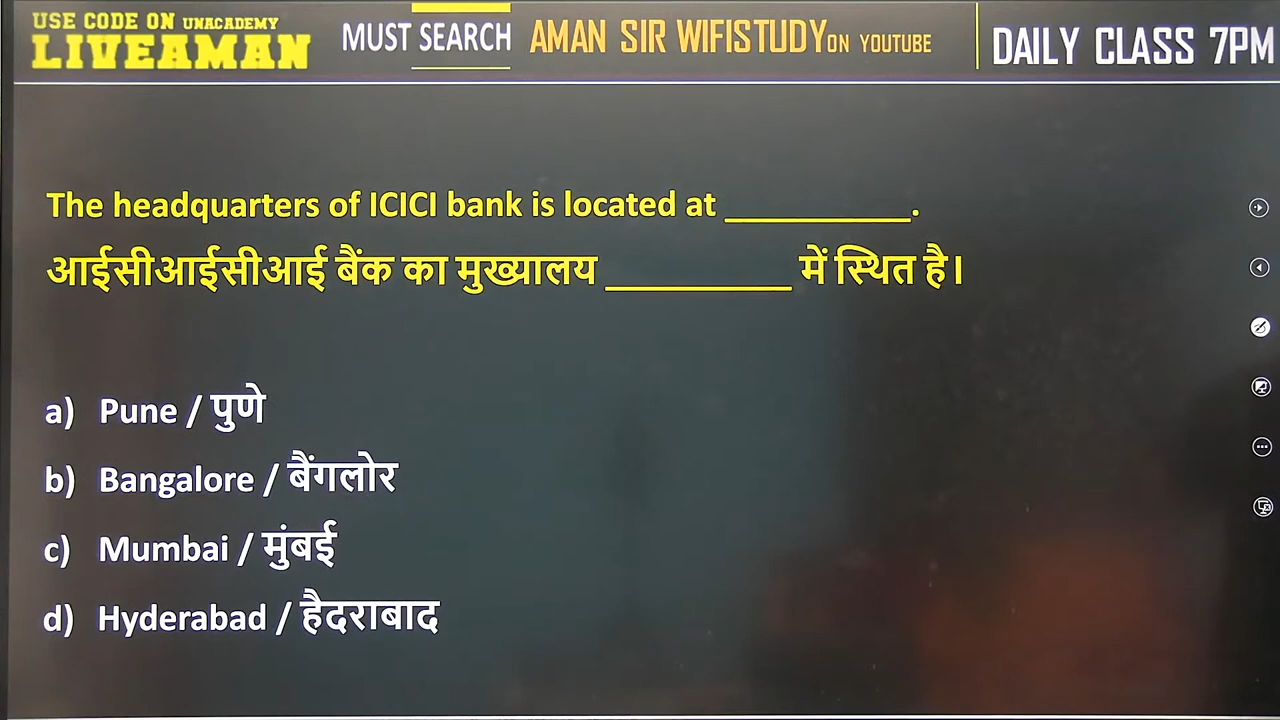 USE CODE ON UNACADEMY
LIVEAMAN
MUST SEARCH AMAN SIR WIFISTUDY ON YOUTUBE
DAILY CLASS 7PM
The headquarters of ICICI bank is located at __________.
आईसीआईसीआई बैंक का मुख्यालय __________ में स्थित है।
a) Pune / पुणे
b) Bangalore / बैंगलोर
c) Mumbai / मुंबई
d) Hyderabad / हैदराबाद